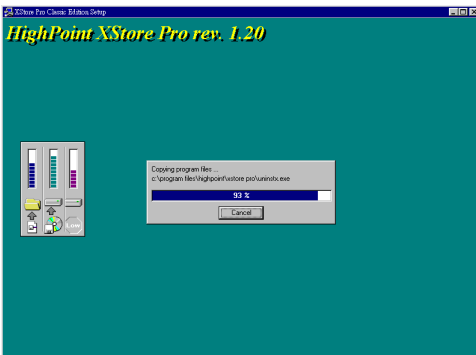 XStore Pro Classic Edition Setup
HighPoint XStore Pro rev. 1.20
Copying program files ...
c:\program files\highpoint\xstore pro\uninstx.exe
93 %
Cancel
Low